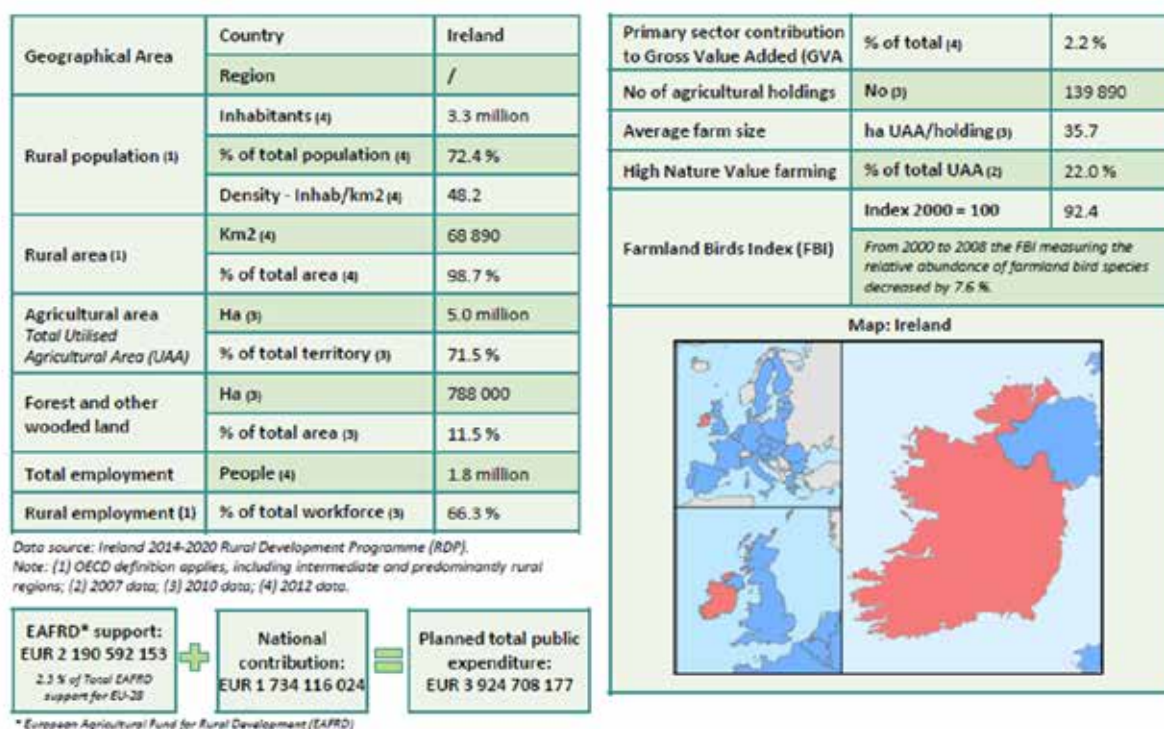 Geographical Area
Country Ireland
Region /
Rural population (1)
Inhabitants (4) 3.3 million
% of total population (4) 72.4 %
Density - Inhab/km2 (4) 48.2
Rural area (1)
Km2 (4) 68 890
% of total area (4) 98.7 %
Agricultural area
Total Utilised
Agricultural Area (UAA)
Ha (3) 5.0 million
% of total territory (3) 71.5 %
Forest and other
wooded land
Ha (3) 788 000
% of total area (3) 11.5 %
Total employment People (4) 1.8 million
Rural employment (1) % of total workforce (3) 66.3 %
Data source: Ireland 2014-2020 Rural Development Programme (RDP).
Note: (1) OECD definition applies, including intermediate and predominantly rural
regions; (2) 2007 data; (3) 2010 data; (4) 2012 data.
EAFRD* support:
EUR 2 190 592 153
2.3 % of Total EAFRD
support for EU-28
+
National
contribution:
EUR 1 734 116 024
=
Planned total public
expenditure:
EUR 3 924 708 177
* European Agricultural Fund for Rural Development (EAFRD)
Primary sector contribution
to Gross Value Added (GVA
% of total (4) 2.2 %
No of agricultural holdings No (3) 139 890
Average farm size ha UAA/holding (3) 35.7
High Nature Value farming % of total UAA (2) 22.0 %
Farmland Birds Index (FBI)
Index 2000 = 100 92.4
From 2000 to 2008 the FBI measuring the
relative abundance of farmland bird species
decreased by 7.6 %.
Map: Ireland